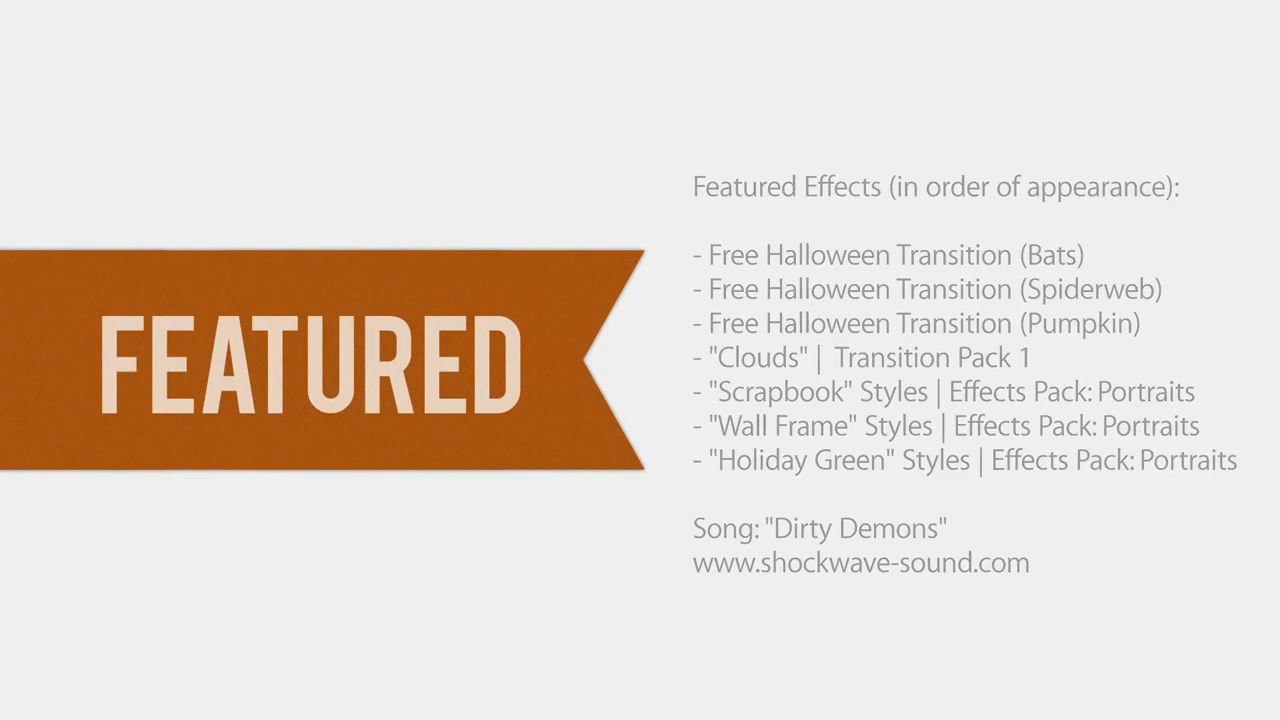 FEATURED
Featured Effects (in order of appearance):
- Free Halloween Transition (Bats)
- Free Halloween Transition (Spiderweb)
- Free Halloween Transition (Pumpkin)
- "Clouds" | Transition Pack 1
- "Scrapbook" Styles | Effects Pack: Portraits
- "Wall Frame" Styles | Effects Pack: Portraits
- "Holiday Green" Styles | Effects Pack: Portraits
Song: "Dirty Demons"
www.shockwave-sound.com